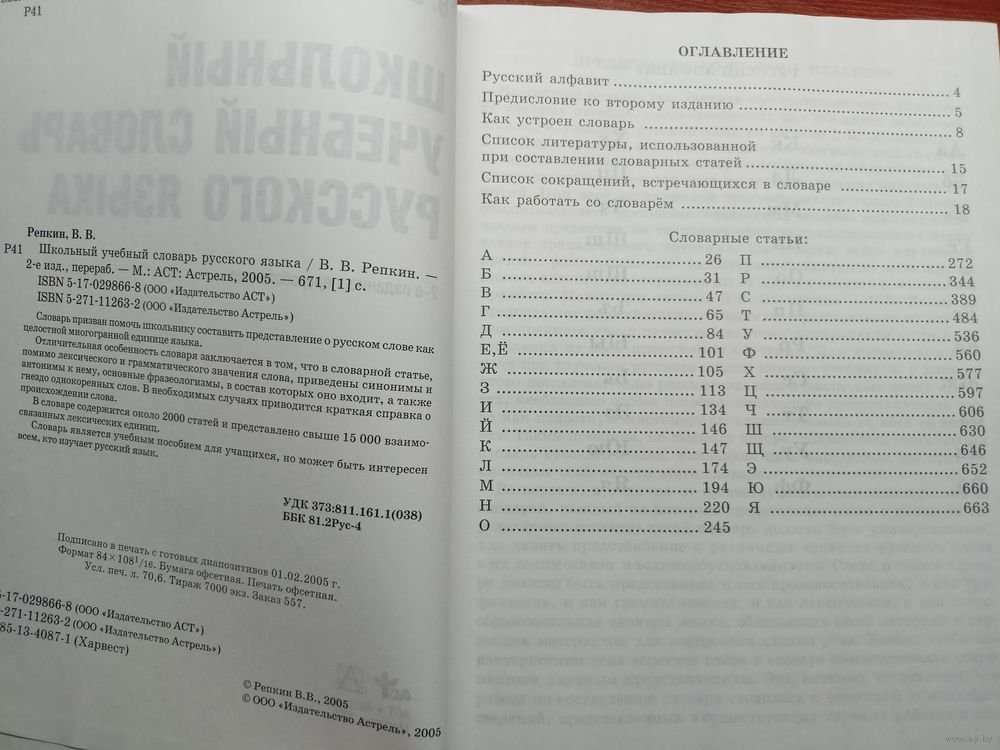 Р41
Репкин, В. В.
Р41 Школьный учебный словарь русского языка / В. В. Репкин. —
2-е изд., перераб. — М.: АСТ: Астрель, 2005. — 671, [1] с.
ISBN 5-17-029866-8 (ООО «Издательство АСТ»)
ISBN 5-271-11263-2 (ООО «Издательство Астрель»)
Словарь призван помочь школьнику составить представление о русском слове как
целостной многогранной единице языка.
Отличительная особенность словаря заключается в том, что в словарной статье,
помимо лексического и грамматического значения слова, приведены синонимы и
антонимы к нему, основные фразеологизмы, в состав которых оно входит, а также
гнездо однокоренных слов. В необходимых случаях приводится краткая справка о
происхождении слова.
В словаре содержится около 2000 статей и представлено свыше 15 000 взаимо-
связанных лексических единиц.
Словарь является учебным пособием для учащихся, но может быть интересен
всем, кто изучает русский язык.
УДК 373:811.161.1(038)
ББК 81.2Рус-4
Подписано в печать с готовых диапозитивов 01.02.2005 г.
Формат 84×108¹/16. Бумага офсетная. Печать офсетная.
Усл. печ. л. 70,6. Тираж 7000 экз. Заказ 557.
5-17-029866-8 (ООО «Издательство АСТ»)
-271-11263-2 (ООО «Издательство Астрель»)
85-13-4087-1 (Харвест)
© Репкин В.В., 2005
© ООО «Издательство Астрель», 2005
ОГЛАВЛЕНИЕ
Русский алфавит 4
Предисловие ко второму изданию 5
Как устроен словарь 8
Список литературы, использованной
при составлении словарных статей 15
Список сокращений, встречающихся в словаре 17
Как работать со словарём 18
Словарные статьи:
А 26
Б 31
В 47
Г 65
Д 84
Е,Ё 101
Ж 105
З 113
И 134
Й 146
К 147
Л 174
М 194
Н 220
О 245
П 272
Р 344
С 389
Т 484
У 536
Ф 560
Х 577
Ц 597
Ч 606
Ш 630
Щ 646
Э 652
Ю 660
Я 663
www.ay.by